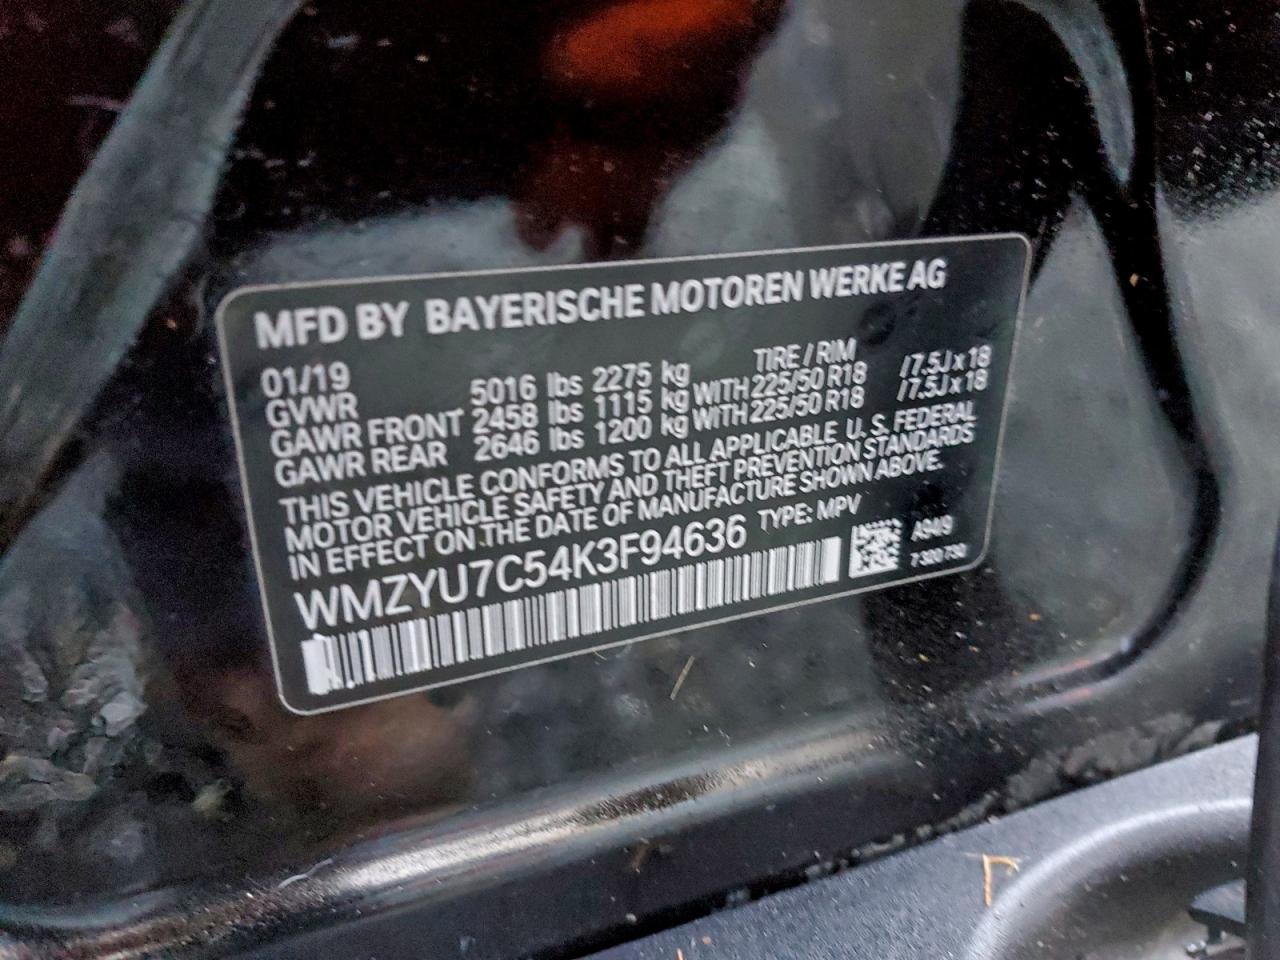 MFD BY BAYERISCHE MOTOREN WERKE AG
01/19 TIRE / RIM
GVWR 5016 lbs 2275 kg
GAWR FRONT 2458 lbs 1115 kg WITH 225/50 R18 /7.5J x 18
GAWR REAR 2646 lbs 1200 kg WITH 225/50 R18 /7.5J x 18
THIS VEHICLE CONFORMS TO ALL APPLICABLE U. S. FEDERAL
MOTOR VEHICLE SAFETY AND THEFT PREVENTION STANDARDS
IN EFFECT ON THE DATE OF MANUFACTURE SHOWN ABOVE.
WMZYU7C54K3F94636 TYPE: MPV
A94/9
7 320 730